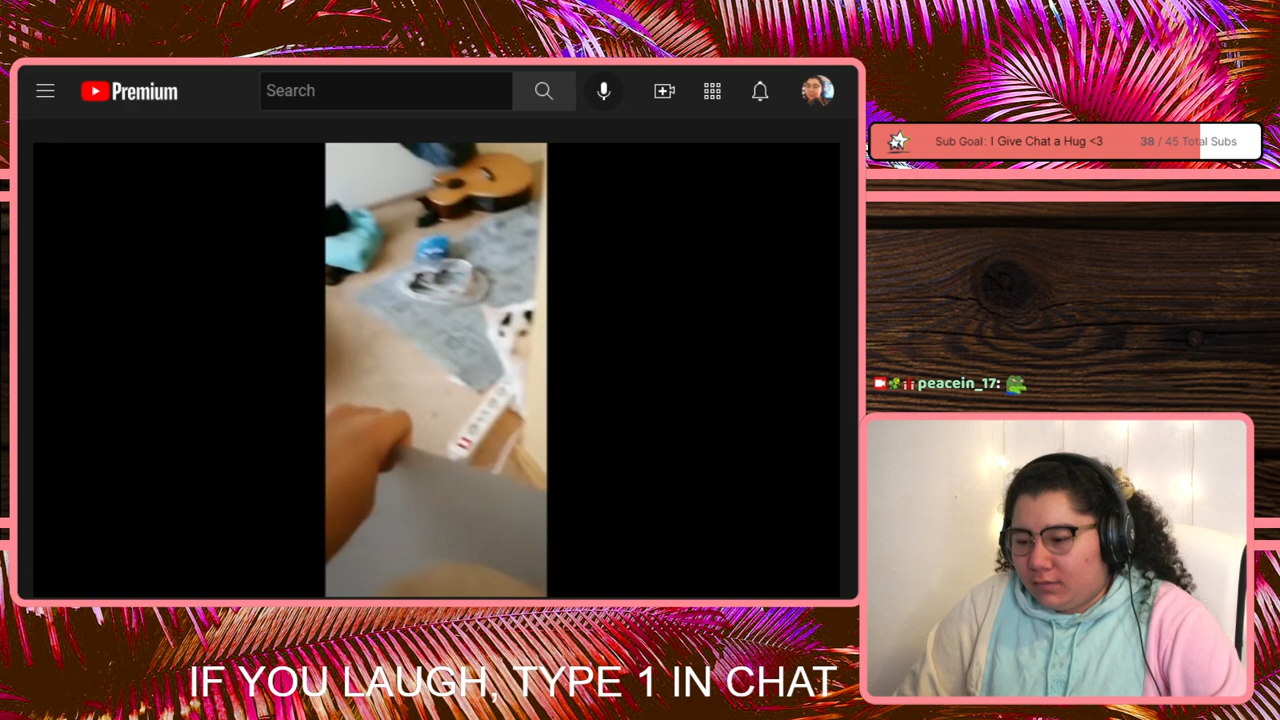 Premium
Search
Sub Goal: I Give Chat a Hug <3 38 / 45 Total Subs
peacein_17:
IF YOU LAUGH, TYPE 1 IN CHAT